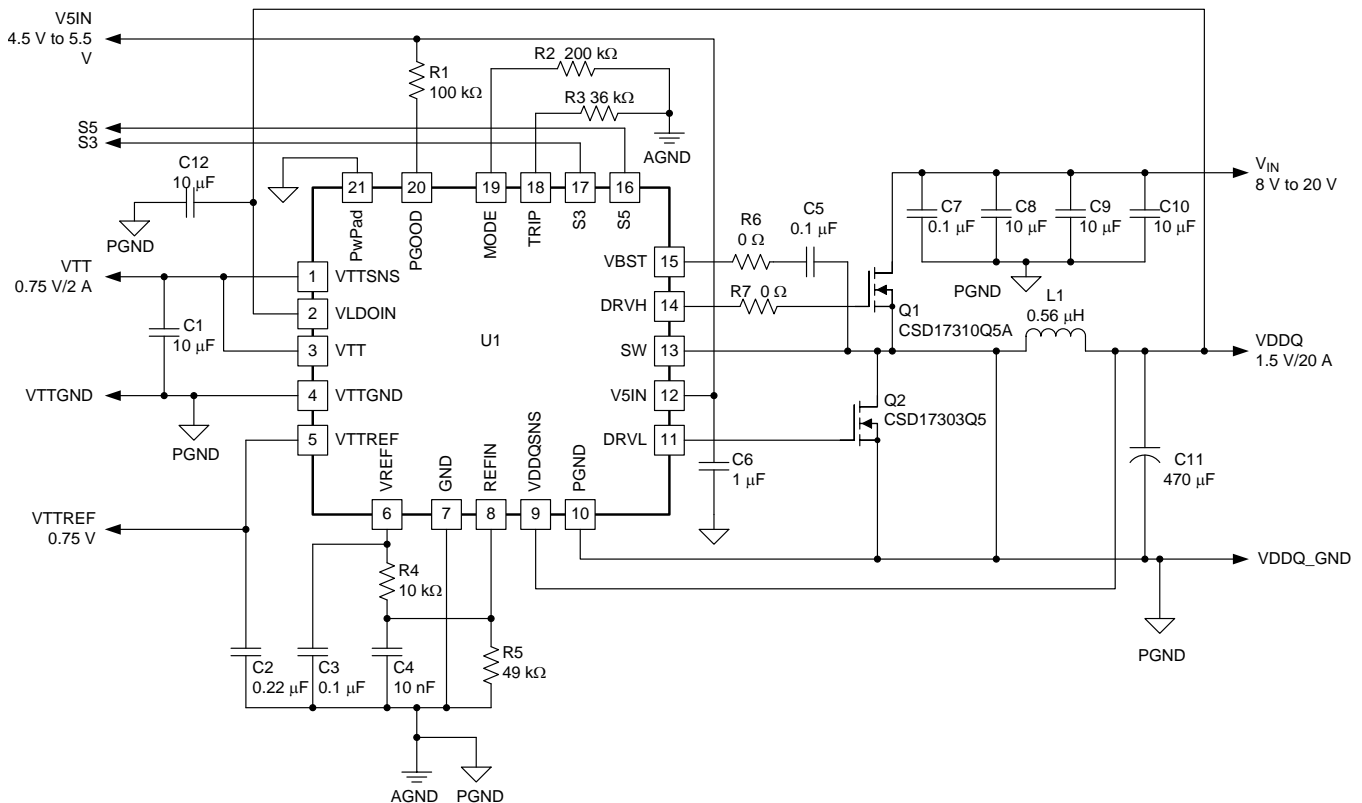 V5IN
4.5 V to 5.5
V
S5
S3
R1
100 kΩ
R2 200 kΩ
R3 36 kΩ
AGND
C12
10 μF
PGND
21
20
19
18
17
16
PwPad
PGOOD
MODE
TRIP
S3
S5
VIN
8 V to 20 V
C7
0.1 μF
C8
10 μF
C9
10 μF
C10
10 μF
PGND
R6
0 Ω
C5
0.1 μF
VTT
0.75 V/2 A
1 VTTSNS
2 VLDOIN
3 VTT
4 VTTGND
5 VTTREF
C1
10 μF
VTTGND
PGND
U1
VBST 15
DRVH 14
SW 13
V5IN 12
DRVL 11
R7 0 Ω
Q1
CSD17310Q5A
L1
0.56 μH
VDDQ
1.5 V/20 A
Q2
CSD17303Q5
C6
1 μF
C11
470 μF
VREF
GND
REFIN
VDDQSNS
PGND
6
7
8
9
10
VTTREF
0.75 V
VDDQ_GND
PGND
R4
10 kΩ
C2
0.22 μF
C3
0.1 μF
C4
10 nF
R5
49 kΩ
AGND
PGND